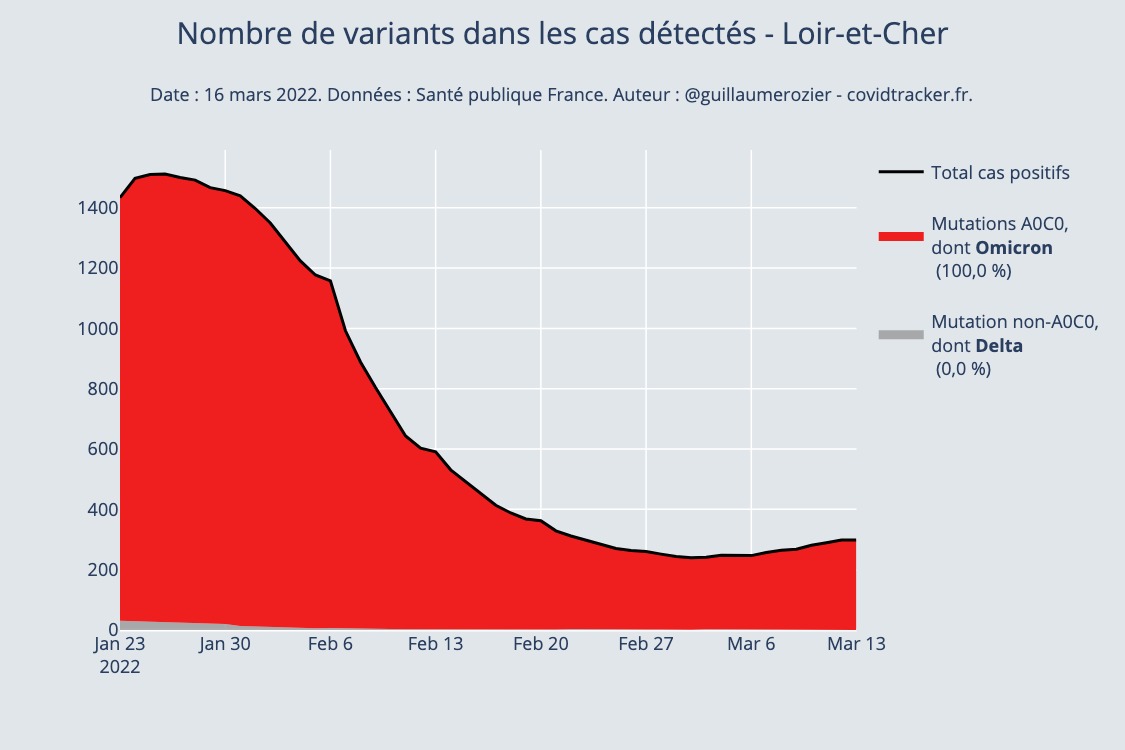 Nombre de variants dans les cas détectés - Loir-et-Cher
Date : 16 mars 2022. Données : Santé publique France. Auteur : @guillaumerozier - covidtracker.fr.
Total cas positifs
Mutations A0C0,
dont Omicron
(100,0 %)
Mutation non-A0C0,
dont Delta
(0,0 %)
1400
1200
1000
800
600
400
200
0
Jan 23
2022
Jan 30
Feb 6
Feb 13
Feb 20
Feb 27
Mar 6
Mar 13